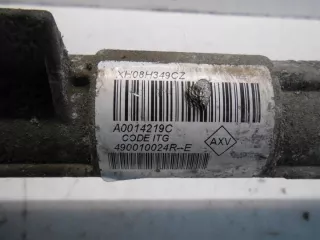 XH08H349CZ
A0014219C
CODE ITG
490010024R--E
AXV